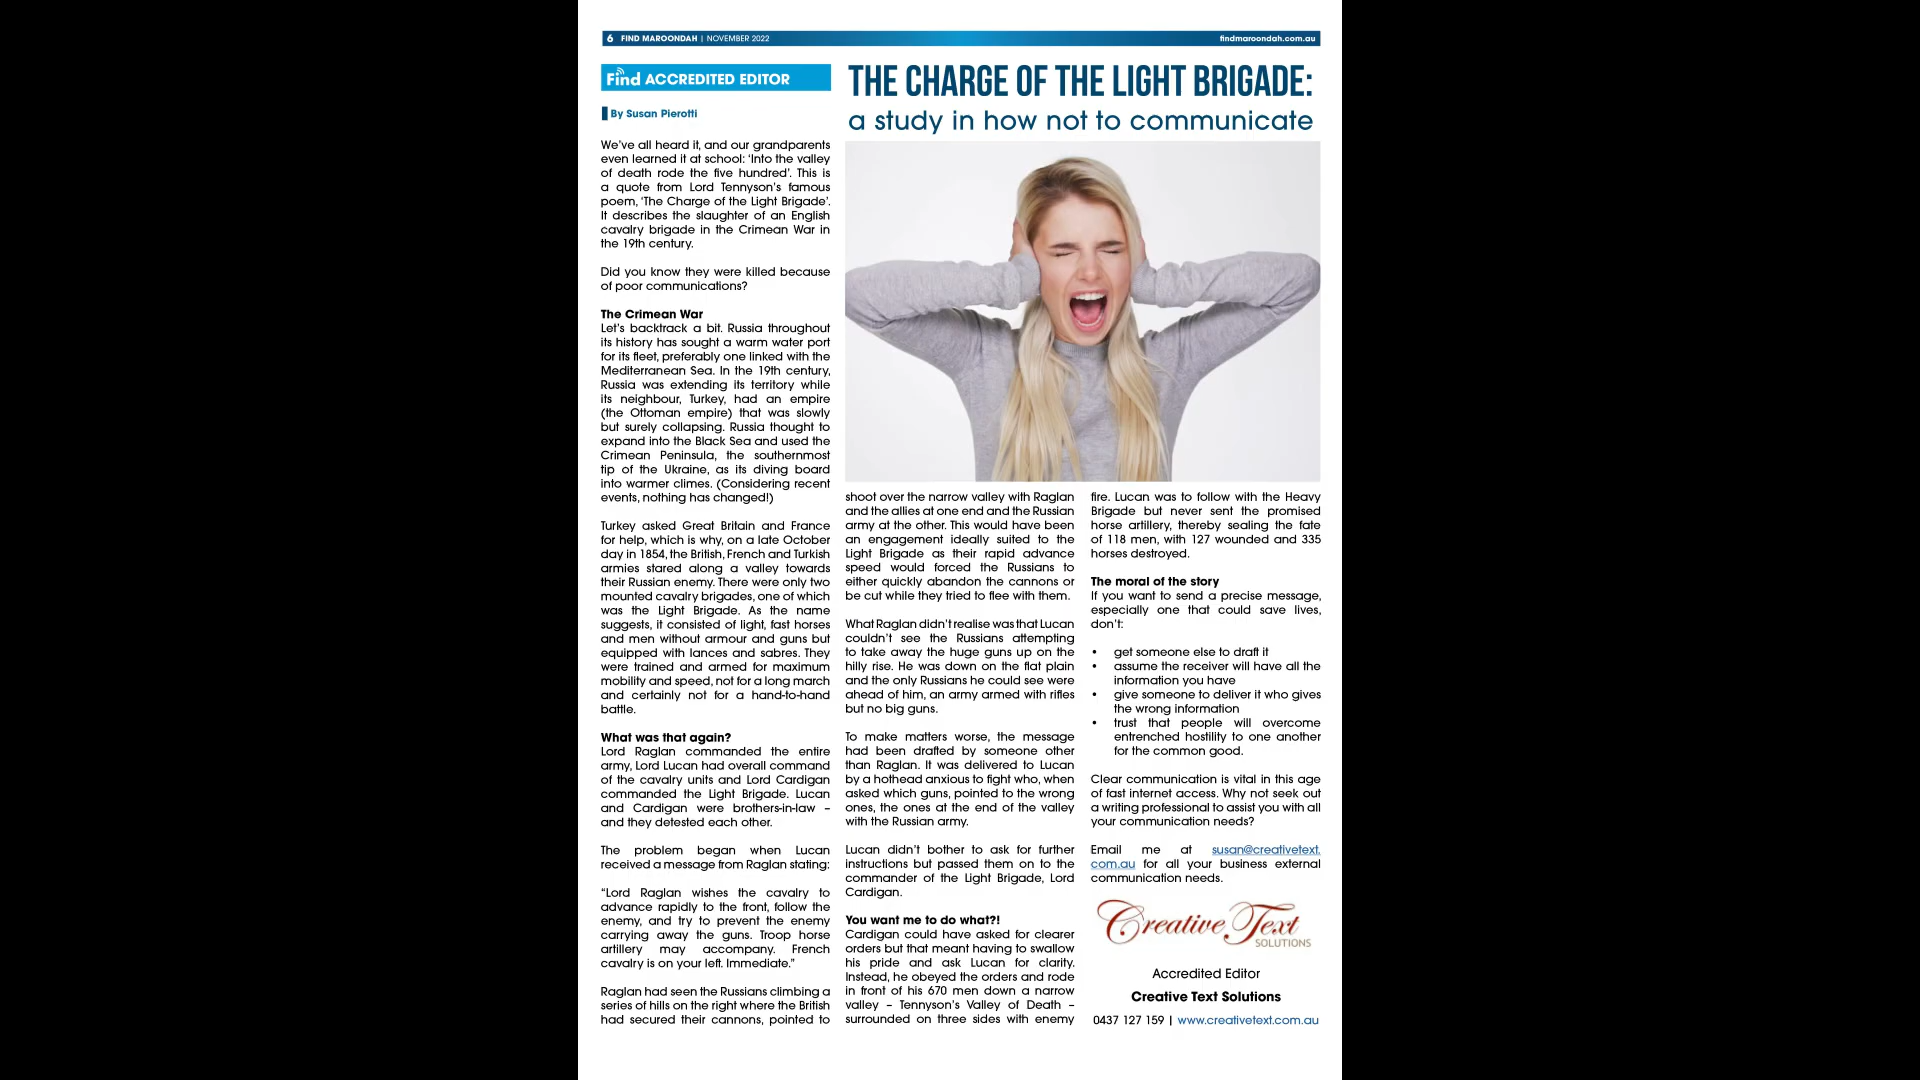 6 FIND MAROONDAH | NOVEMBER 2022
findmaroondah.com.au
Find ACCREDITED EDITOR
By Susan Pierotti
THE CHARGE OF THE LIGHT BRIGADE:
a study in how not to communicate
We've all heard it, and our grandparents
even learned it at school: 'Into the valley
of death rode the five hundred'. This is
a quote from Lord Tennyson's famous
poem, 'The Charge of the Light Brigade'.
It describes the slaughter of an English
cavalry brigade in the Crimean War in
the 19th century.
Did you know they were killed because
of poor communications?
The Crimean War
Let's backtrack a bit. Russia throughout
its history has sought a warm water port
for its fleet, preferably one linked with the
Mediterranean Sea. In the 19th century,
Russia was extending its territory while
its neighbour, Turkey, had an empire
(the Ottoman empire) that was slowly
but surely collapsing. Russia thought to
expand into the Black Sea and used the
Crimean Peninsula, the southernmost
tip of the Ukraine, as its diving board
into warmer climes. (Considering recent
events, nothing has changed!)
Turkey asked Great Britain and France
for help, which is why, on a late October
day in 1854, the British, French and Turkish
armies stared along a valley towards
their Russian enemy. There were only two
mounted cavalry brigades, one of which
was the Light Brigade. As the name
suggests, it consisted of light, fast horses
and men without armour and guns but
equipped with lances and sabres. They
were trained and armed for maximum
mobility and speed, not for a long march
and certainly not for a hand-to-hand
battle.
What was that again?
Lord Raglan commanded the entire
army, Lord Lucan had overall command
of the cavalry units and Lord Cardigan
commanded the Light Brigade. Lucan
and Cardigan were brothers-in-law –
and they detested each other.
The problem began when Lucan
received a message from Raglan stating:
"Lord Raglan wishes the cavalry to
advance rapidly to the front, follow the
enemy, and try to prevent the enemy
carrying away the guns. Troop horse
artillery may accompany. French
cavalry is on your left. Immediate."
Raglan had seen the Russians climbing a
series of hills on the right where the British
had secured their cannons, pointed to
shoot over the narrow valley with Raglan
and the allies at one end and the Russian
army at the other. This would have been
an engagement ideally suited to the
Light Brigade as their rapid advance
speed would forced the Russians to
either quickly abandon the cannons or
be cut while they tried to flee with them.
What Raglan didn't realise was that Lucan
couldn't see the Russians attempting
to take away the huge guns up on the
hilly rise. He was down on the flat plain
and the only Russians he could see were
ahead of him, an army armed with rifles
but no big guns.
To make matters worse, the message
had been drafted by someone other
than Raglan. It was delivered to Lucan
by a hothead anxious to fight who, when
asked which guns, pointed to the wrong
ones, the ones at the end of the valley
with the Russian army.
Lucan didn't bother to ask for further
instructions but passed them on to the
commander of the Light Brigade, Lord
Cardigan.
You want me to do what?!
Cardigan could have asked for clearer
orders but that meant having to swallow
his pride and ask Lucan for clarity.
Instead, he obeyed the orders and rode
in front of his 670 men down a narrow
valley – Tennyson's Valley of Death –
surrounded on three sides with enemy
fire. Lucan was to follow with the Heavy
Brigade but never sent the promised
horse artillery, thereby sealing the fate
of 118 men, with 127 wounded and 335
horses destroyed.
The moral of the story
If you want to send a precise message,
especially one that could save lives,
don't:
• get someone else to draft it
• assume the receiver will have all the
information you have
• give someone to deliver it who gives
the wrong information
• trust that people will overcome
entrenched hostility to one another
for the common good.
Clear communication is vital in this age
of fast internet access. Why not seek out
a writing professional to assist you with all
your communication needs?
Email me at susan@creativetext.
com.au for all your business external
communication needs.
Creative Text
SOLUTIONS
Accredited Editor
Creative Text Solutions
0437 127 159 | www.creativetext.com.au